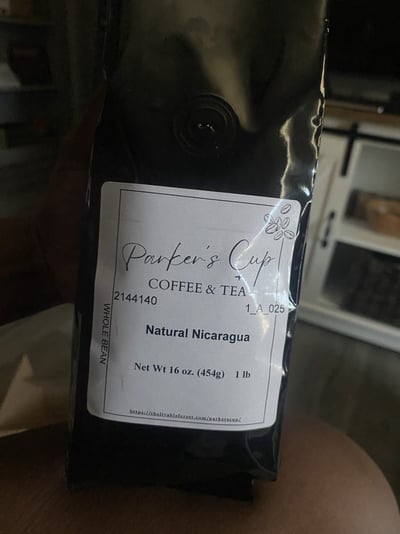 Parker's Cup
COFFEE & TEA
2144140
1_A_025
WHOLE BEAN
Natural Nicaragua
Net Wt 16 oz. (454g) 1 lb